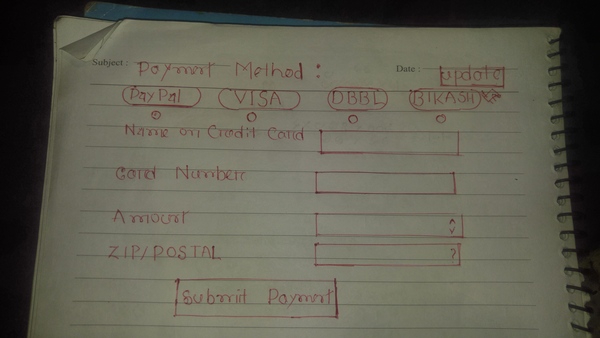 Subject : Payment Method : Date : update
PayPal VISA DBBL BIKASH
Name on Credit Card
Card Number
Amount
ZIP/POSTAL ?
Submit Payment